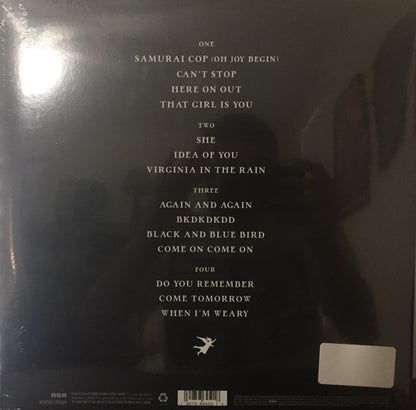 ONE
SAMURAI COP (OH JOY BEGIN)
CAN'T STOP
HERE ON OUT
THAT GIRL IS YOU
TWO
SHE
IDEA OF YOU
VIRGINIA IN THE RAIN
THREE
AGAIN AND AGAIN
BKDKDKDD
BLACK AND BLUE BIRD
COME ON COME ON
FOUR
DO YOU REMEMBER
COME TOMORROW
WHEN I'M WEARY
RCA